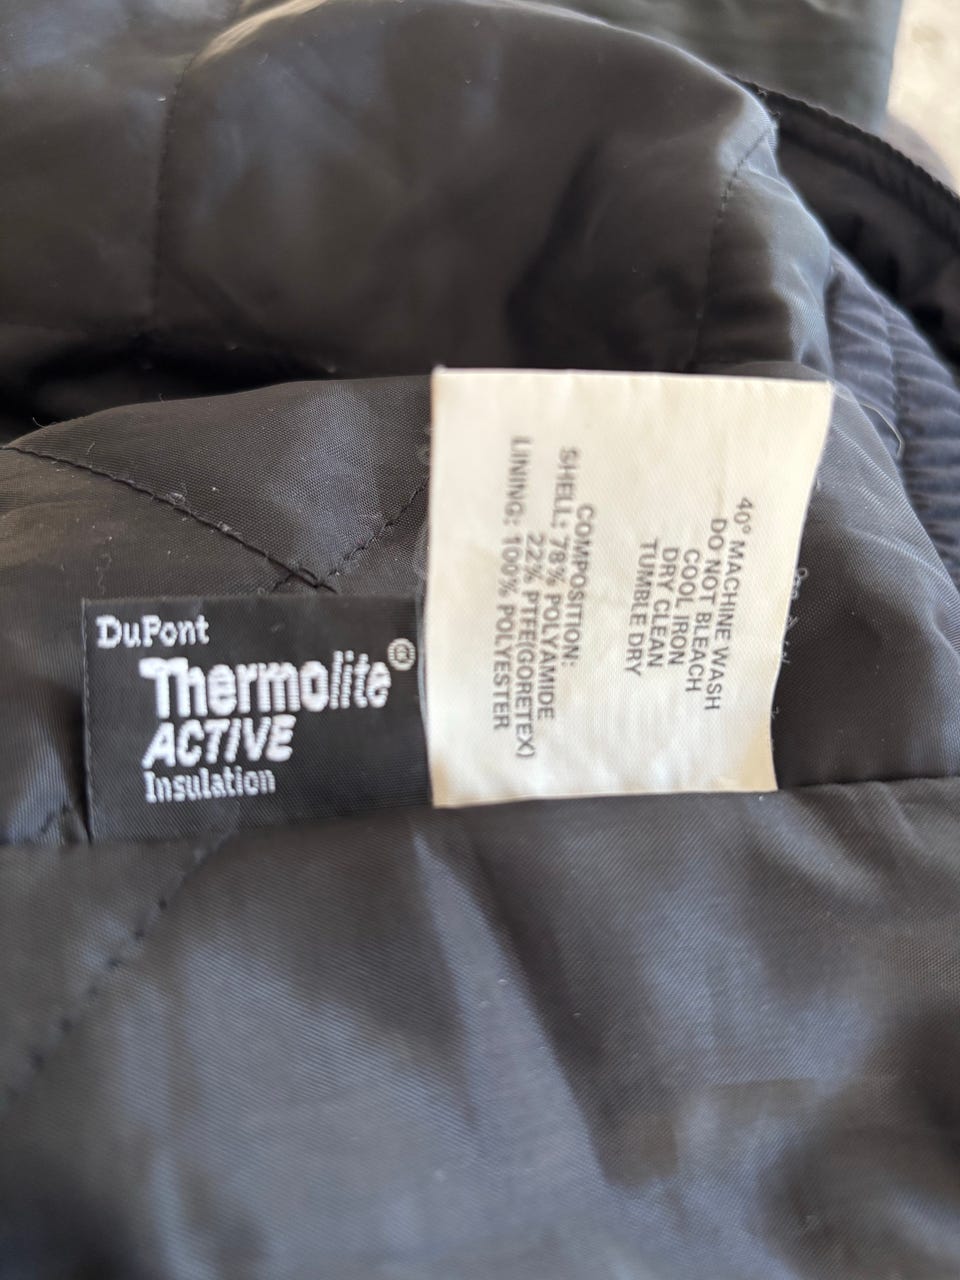 DuPont
Thermolite®
ACTIVE
Insulation
40° MACHINE WASH
DO NOT BLEACH
COOL IRON
DRY CLEAN
TUMBLE DRY
COMPOSITION:
SHELL: 78% POLYAMIDE
22% PTFE(GORETEX)
LINING: 100% POLYESTER